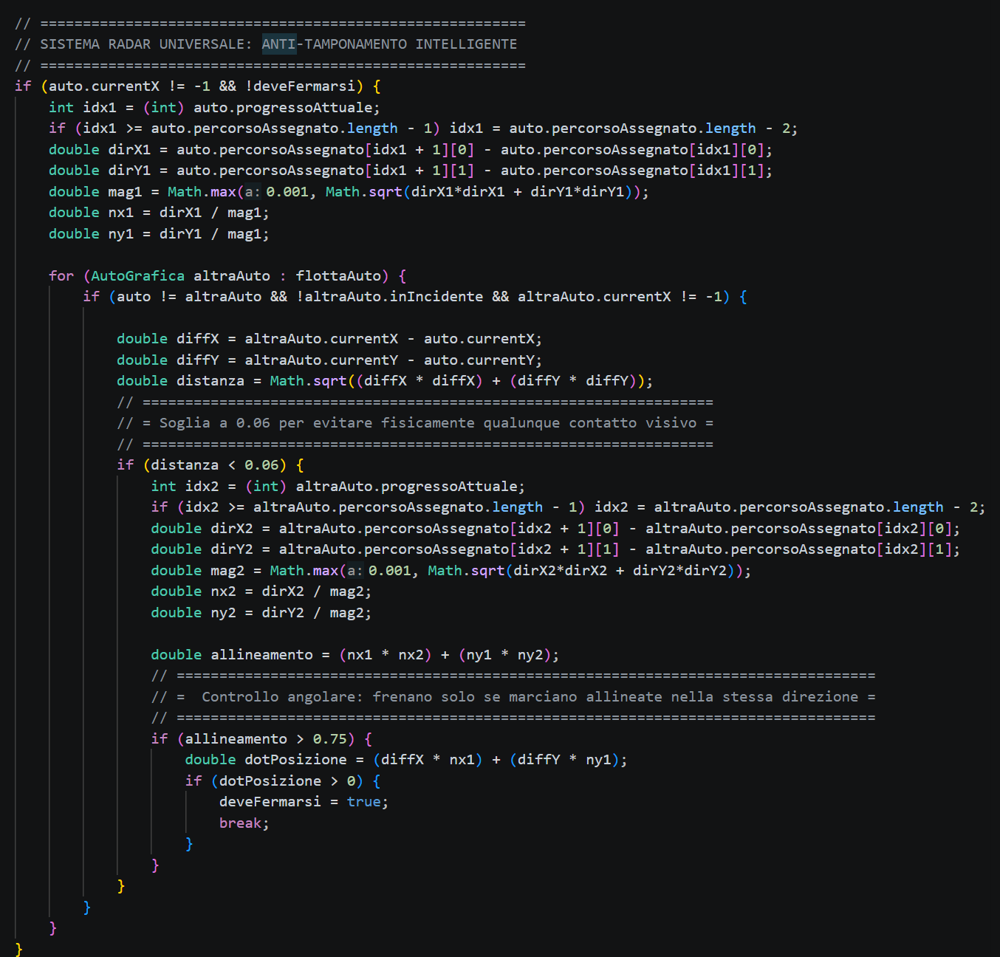 // =========================================================
// SISTEMA RADAR UNIVERSALE: ANTI-TAMPONAMENTO INTELLIGENTE
// =========================================================
if (auto.currentX != -1 && !deveFermarsi) {
    int idx1 = (int) auto.progressoAttuale;
    if (idx1 >= auto.percorsoAssegnato.length - 1) idx1 = auto.percorsoAssegnato.length - 2;
    double dirX1 = auto.percorsoAssegnato[idx1 + 1][0] - auto.percorsoAssegnato[idx1][0];
    double dirY1 = auto.percorsoAssegnato[idx1 + 1][1] - auto.percorsoAssegnato[idx1][1];
    double mag1 = Math.max(a: 0.001, Math.sqrt(dirX1*dirX1 + dirY1*dirY1));
    double nx1 = dirX1 / mag1;
    double ny1 = dirY1 / mag1;

    for (AutoGrafica altraAuto : flottaAuto) {
        if (auto != altraAuto && !altraAuto.inIncidente && altraAuto.currentX != -1) {

            double diffX = altraAuto.currentX - auto.currentX;
            double diffY = altraAuto.currentY - auto.currentY;
            double distanza = Math.sqrt((diffX * diffX) + (diffY * diffY));
            // ===================================================================
            // = Soglia a 0.06 per evitare fisicamente qualunque contatto visivo =
            // ===================================================================
            if (distanza < 0.06) {
                int idx2 = (int) altraAuto.progressoAttuale;
                if (idx2 >= altraAuto.percorsoAssegnato.length - 1) idx2 = altraAuto.percorsoAssegnato.length - 2;
                double dirX2 = altraAuto.percorsoAssegnato[idx2 + 1][0] - altraAuto.percorsoAssegnato[idx2][0];
                double dirY2 = altraAuto.percorsoAssegnato[idx2 + 1][1] - altraAuto.percorsoAssegnato[idx2][1];
                double mag2 = Math.max(a: 0.001, Math.sqrt(dirX2*dirX2 + dirY2*dirY2));
                double nx2 = dirX2 / mag2;
                double ny2 = dirY2 / mag2;

                double allineamento = (nx1 * nx2) + (ny1 * ny2);
                // ==================================================================================
                // =  Controllo angolare: frenano solo se marciano allineate nella stessa direzione =
                // ==================================================================================
                if (allineamento > 0.75) {
                    double dotPosizione = (diffX * nx1) + (diffY * ny1);
                    if (dotPosizione > 0) {
                        deveFermarsi = true;
                        break;
                    }
                }
            }
        }
    }
}